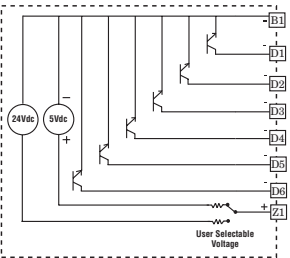 - B1
- D1
- D2
- D3
- D4
- D5
- D6
+ Z1
24Vdc
−
5Vdc
+
User Selectable
Voltage